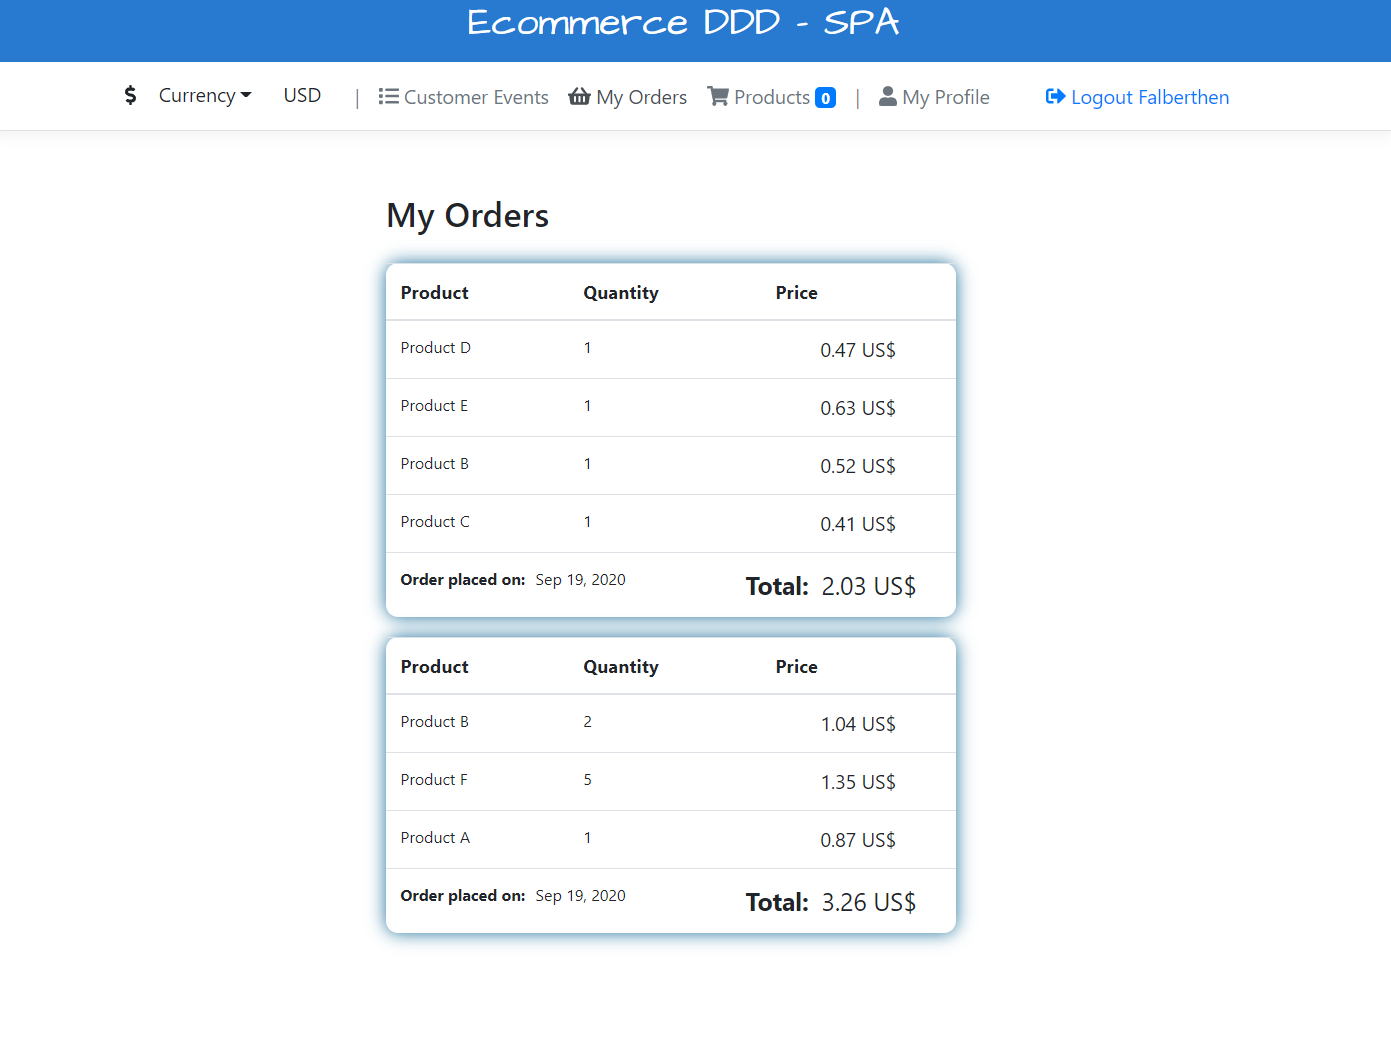 Ecommerce DDD - SPA
$ Currency USD | Customer Events My Orders Products 0 | My Profile Logout Falberthen
My Orders
Product Quantity Price
Product D 1 0.47 US$
Product E 1 0.63 US$
Product B 1 0.52 US$
Product C 1 0.41 US$
Order placed on: Sep 19, 2020 Total: 2.03 US$
Product Quantity Price
Product B 2 1.04 US$
Product F 5 1.35 US$
Product A 1 0.87 US$
Order placed on: Sep 19, 2020 Total: 3.26 US$